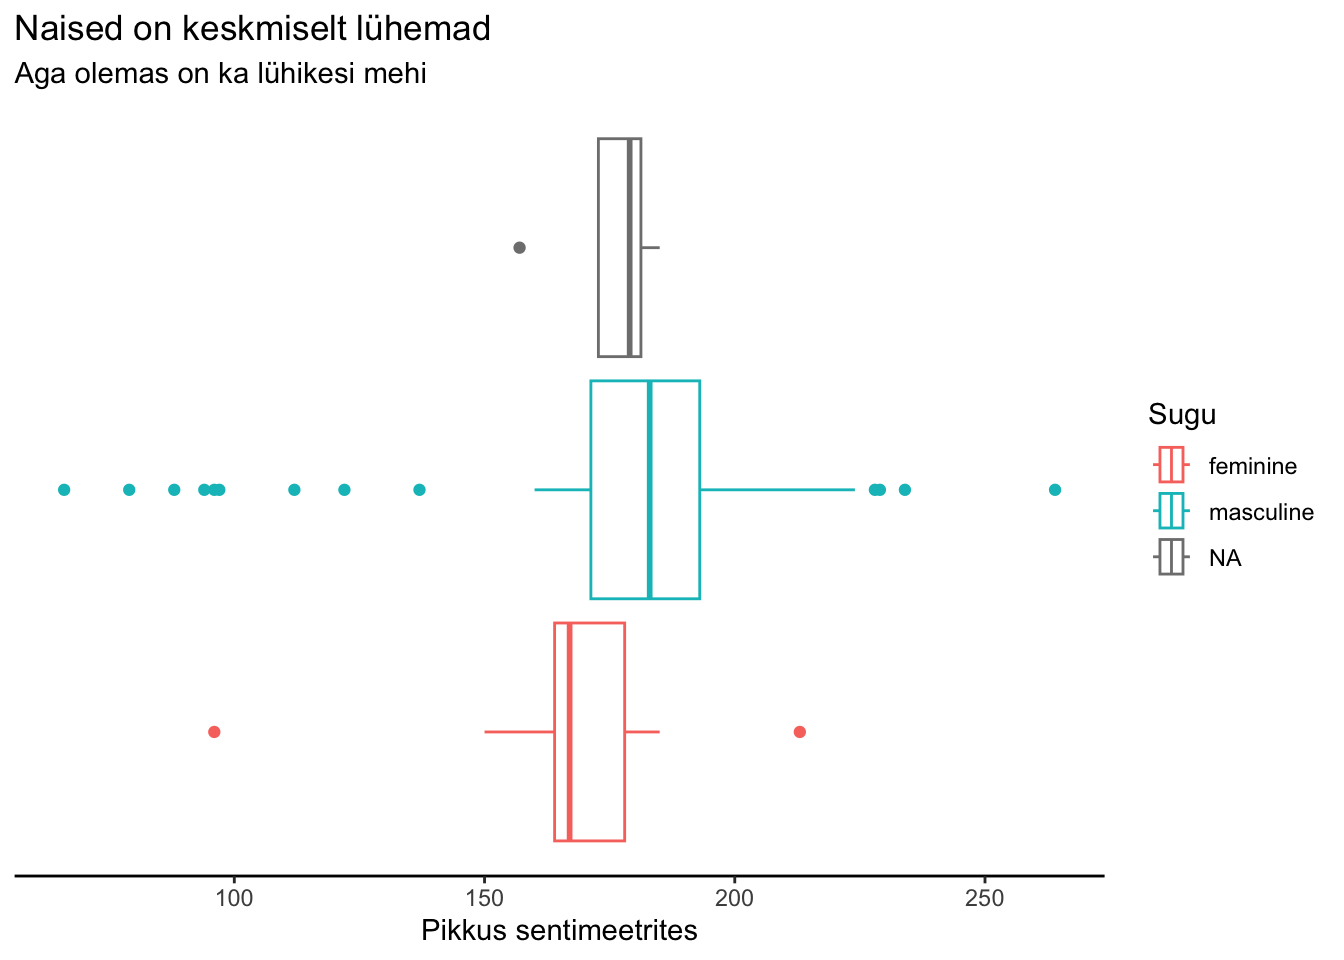 Naised on keskmiselt lühemad
Aga olemas on ka lühikesi mehi
Sugu
feminine
masculine
NA
100 150 200 250
Pikkus sentimeetrites